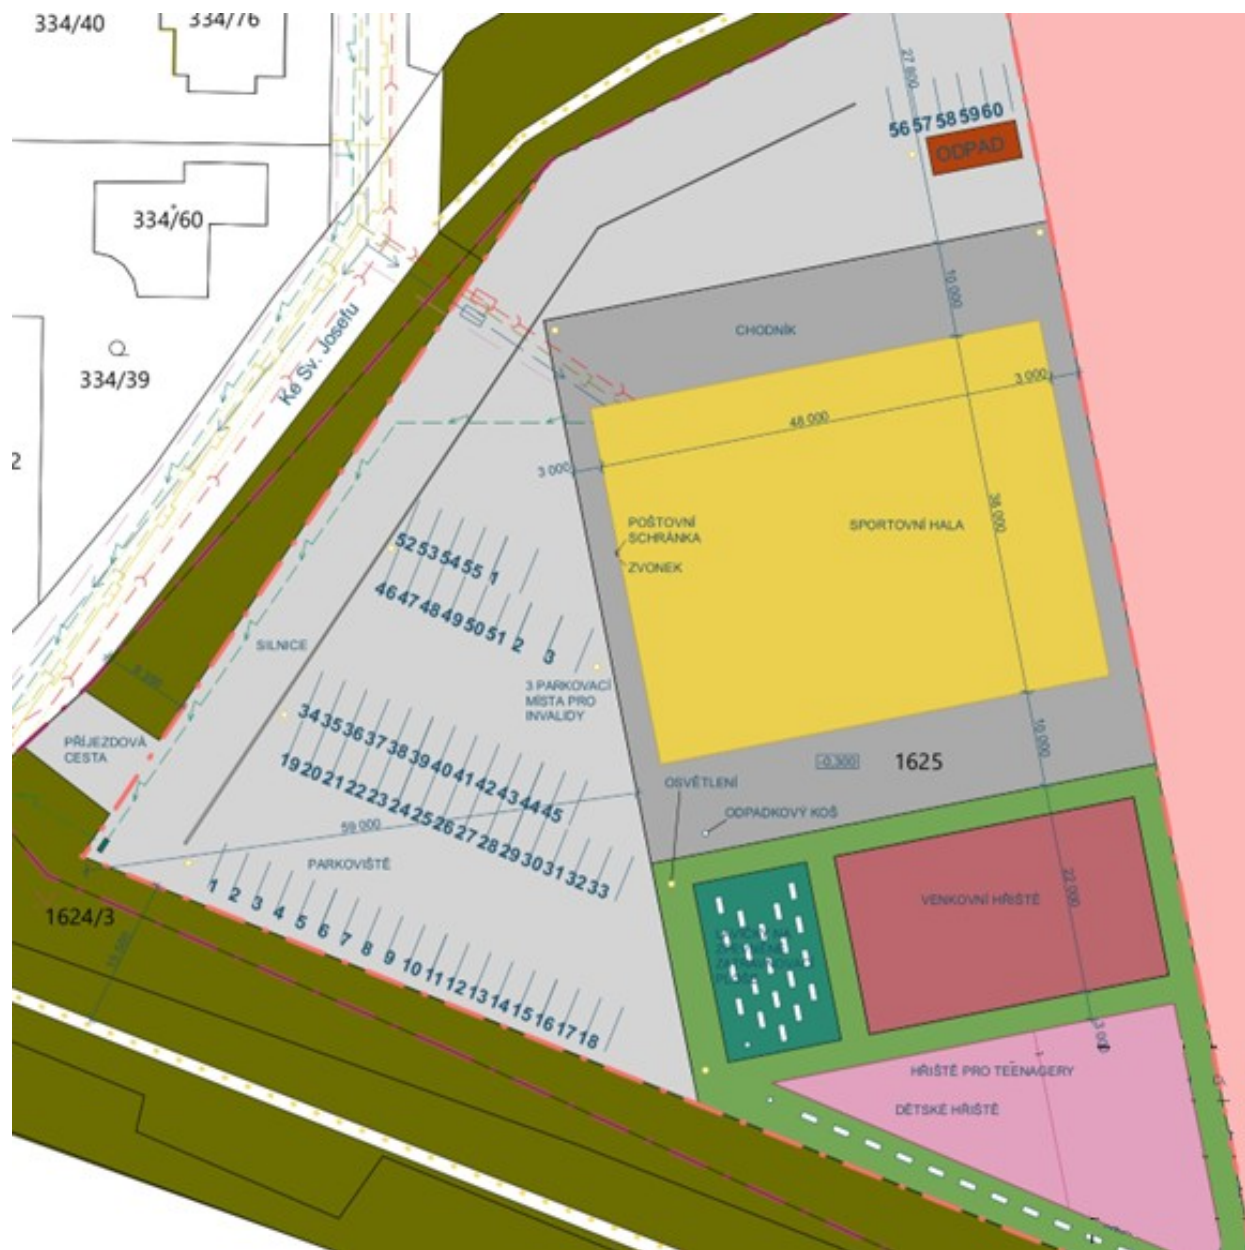 334/40
334/76
27 800
56 57 58 59 60
ODPAD
334/60
10,000
CHODNÍK
Ke Sv. Josefu
334/39
3 000
48 000
3 000
2
36,000
POŠTOVNÍ
SCHRÁNKA
ZVONEK
SPORTOVNÍ HALA
52 53 54 55 1
46 47 48 49 50 51 2 3
SILNICE
3 PARKOVACÍ
MÍSTA PRO
INVALIDY
34 35 36 37 38 39 40 41 42 43 44 45
19 20 21 22 23 24 25 26 27 28 29 30 31 32 33
PŘÍJEZDOVÁ
CESTA
10,000
-0,300
1625
OSVĚTLENÍ
ODPADKOVÝ KOŠ
59 000
PARKOVIŠTĚ
1 2 3 4 5 6 7 8 9 10 11 12 13 14 15 16 17 18
1624/3
22,000
VENKOVNÍ HŘIŠTĚ
3 000
HŘIŠTĚ PRO TEENAGERY
DĚTSKÉ HŘIŠTĚ